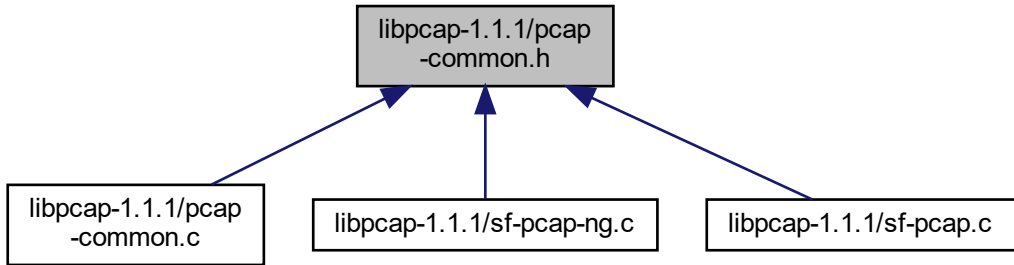 libpcap-1.1.1/pcap
-common.h
libpcap-1.1.1/pcap
-common.c
libpcap-1.1.1/sf-pcap-ng.c
libpcap-1.1.1/sf-pcap.c